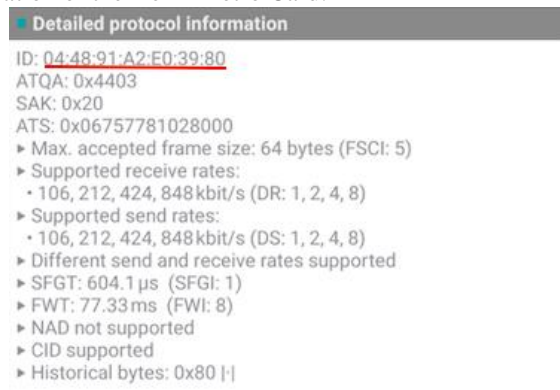 Detailed protocol information
ID: 04:48:91:A2:E0:39:80
ATQA: 0x4403
SAK: 0x20
ATS: 0x06757781028000
▸ Max. accepted frame size: 64 bytes (FSCI: 5)
▸ Supported receive rates:
• 106, 212, 424, 848 kbit/s (DR: 1, 2, 4, 8)
▸ Supported send rates:
• 106, 212, 424, 848 kbit/s (DS: 1, 2, 4, 8)
▸ Different send and receive rates supported
▸ SFGT: 604.1 µs (SFGI: 1)
▸ FWT: 77.33 ms (FWI: 8)
▸ NAD not supported
▸ CID supported
▸ Historical bytes: 0x80 |·|